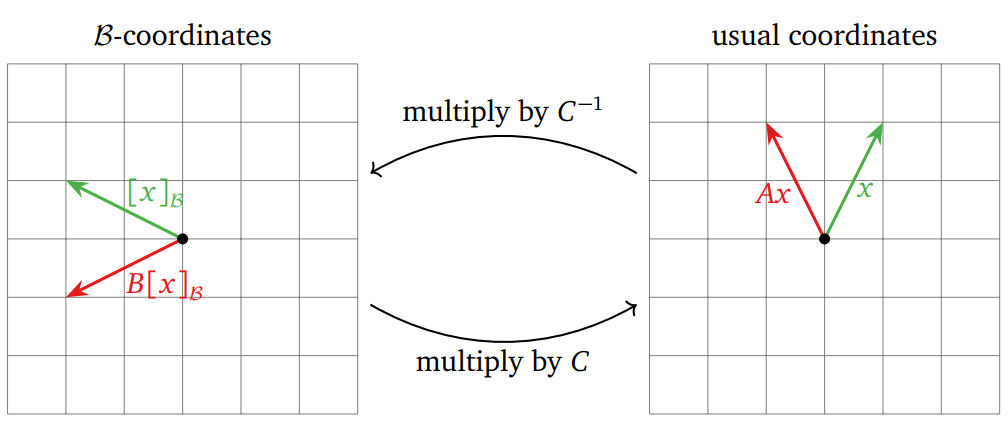 ℬ-coordinates
usual coordinates
multiply by C⁻¹
[x]ℬ
Ax
x
B[x]ℬ
multiply by C